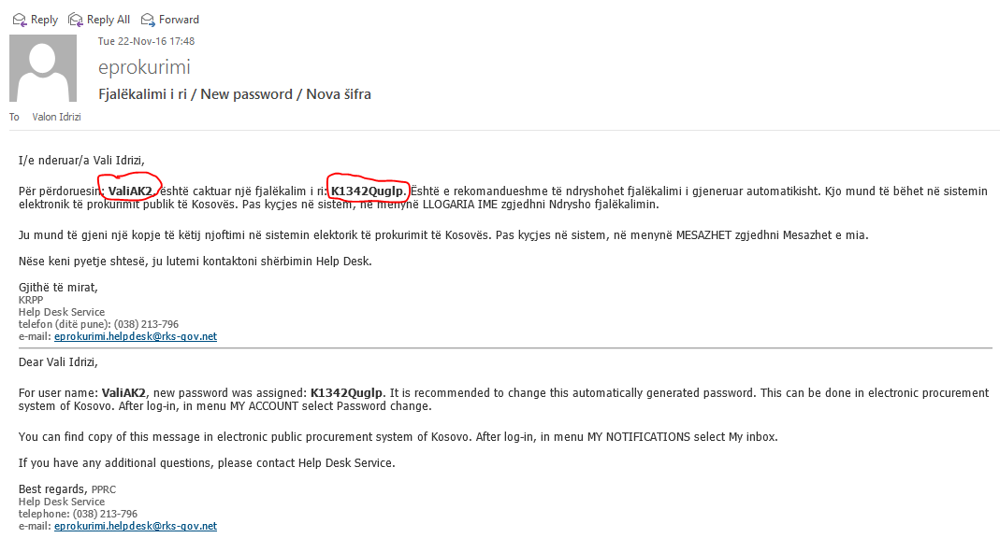 Reply Reply All Forward
Tue 22-Nov-16 17:48
eprokurimi
Fjalëkalimi i ri / New password / Nova šifra
To Valon Idrizi
I/e nderuar/a Vali Idrizi,
Për përdoruesin: ValiAK2, është caktuar një fjalëkalim i ri: K1342Quglp. Është e rekomandueshme të ndryshohet fjalëkalimi i gjeneruar automatikisht. Kjo mund të bëhet në sistemin
elektronik të prokurimit publik të Kosovës. Pas kyçjes në sistem, në menynë LLOGARIA IME zgjedhni Ndrysho fjalëkalimin.
Ju mund të gjeni një kopje të këtij njoftimi në sistemin elektorik të prokurimit të Kosovës. Pas kyçjes në sistem, në menynë MESAZHET zgjedhni Mesazhet e mia.
Nëse keni pyetje shtesë, ju lutemi kontaktoni shërbimin Help Desk.
Gjithë të mirat,
KRPP
Help Desk Service
telefon (ditë pune): (038) 213-796
e-mail: eprokurimi.helpdesk@rks-gov.net
Dear Vali Idrizi,
For user name: ValiAK2, new password was assigned: K1342Quglp. It is recommended to change this automatically generated password. This can be done in electronic procurement
system of Kosovo. After log-in, in menu MY ACCOUNT select Password change.
You can find copy of this message in electronic public procurement system of Kosovo. After log-in, in menu MY NOTIFICATIONS select My inbox.
If you have any additional questions, please contact Help Desk Service.
Best regards, PPRC
Help Desk Service
telephone: (038) 213-796
e-mail: eprokurimi.helpdesk@rks-gov.net